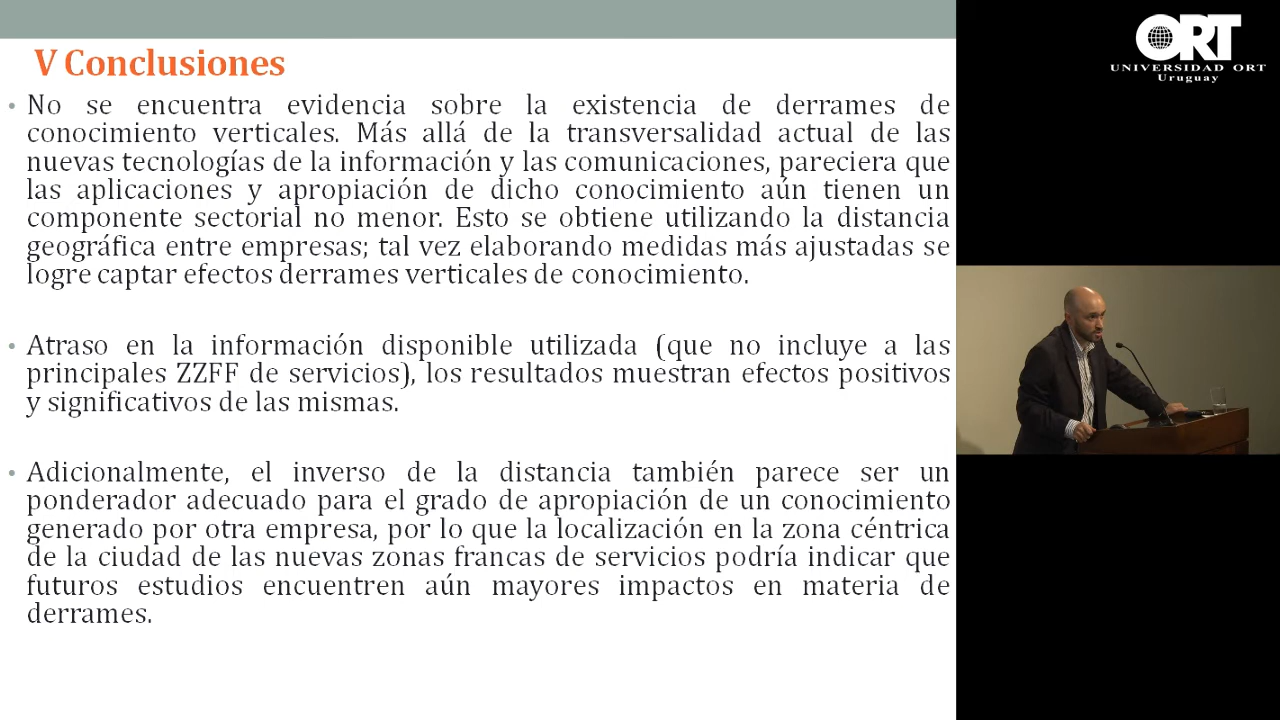 V Conclusiones
• No se encuentra evidencia sobre la existencia de derrames de
conocimiento verticales. Más allá de la transversalidad actual de las
nuevas tecnologías de la información y las comunicaciones, pareciera que
las aplicaciones y apropiación de dicho conocimiento aún tienen un
componente sectorial no menor. Esto se obtiene utilizando la distancia
geográfica entre empresas; tal vez elaborando medidas más ajustadas se
logre captar efectos derrames verticales de conocimiento.
• Atraso en la información disponible utilizada (que no incluye a las
principales ZZFF de servicios), los resultados muestran efectos positivos
y significativos de las mismas.
• Adicionalmente, el inverso de la distancia también parece ser un
ponderador adecuado para el grado de apropiación de un conocimiento
generado por otra empresa, por lo que la localización en la zona céntrica
de la ciudad de las nuevas zonas francas de servicios podría indicar que
futuros estudios encuentren aún mayores impactos en materia de
derrames.
ORT
UNIVERSIDAD ORT
Uruguay